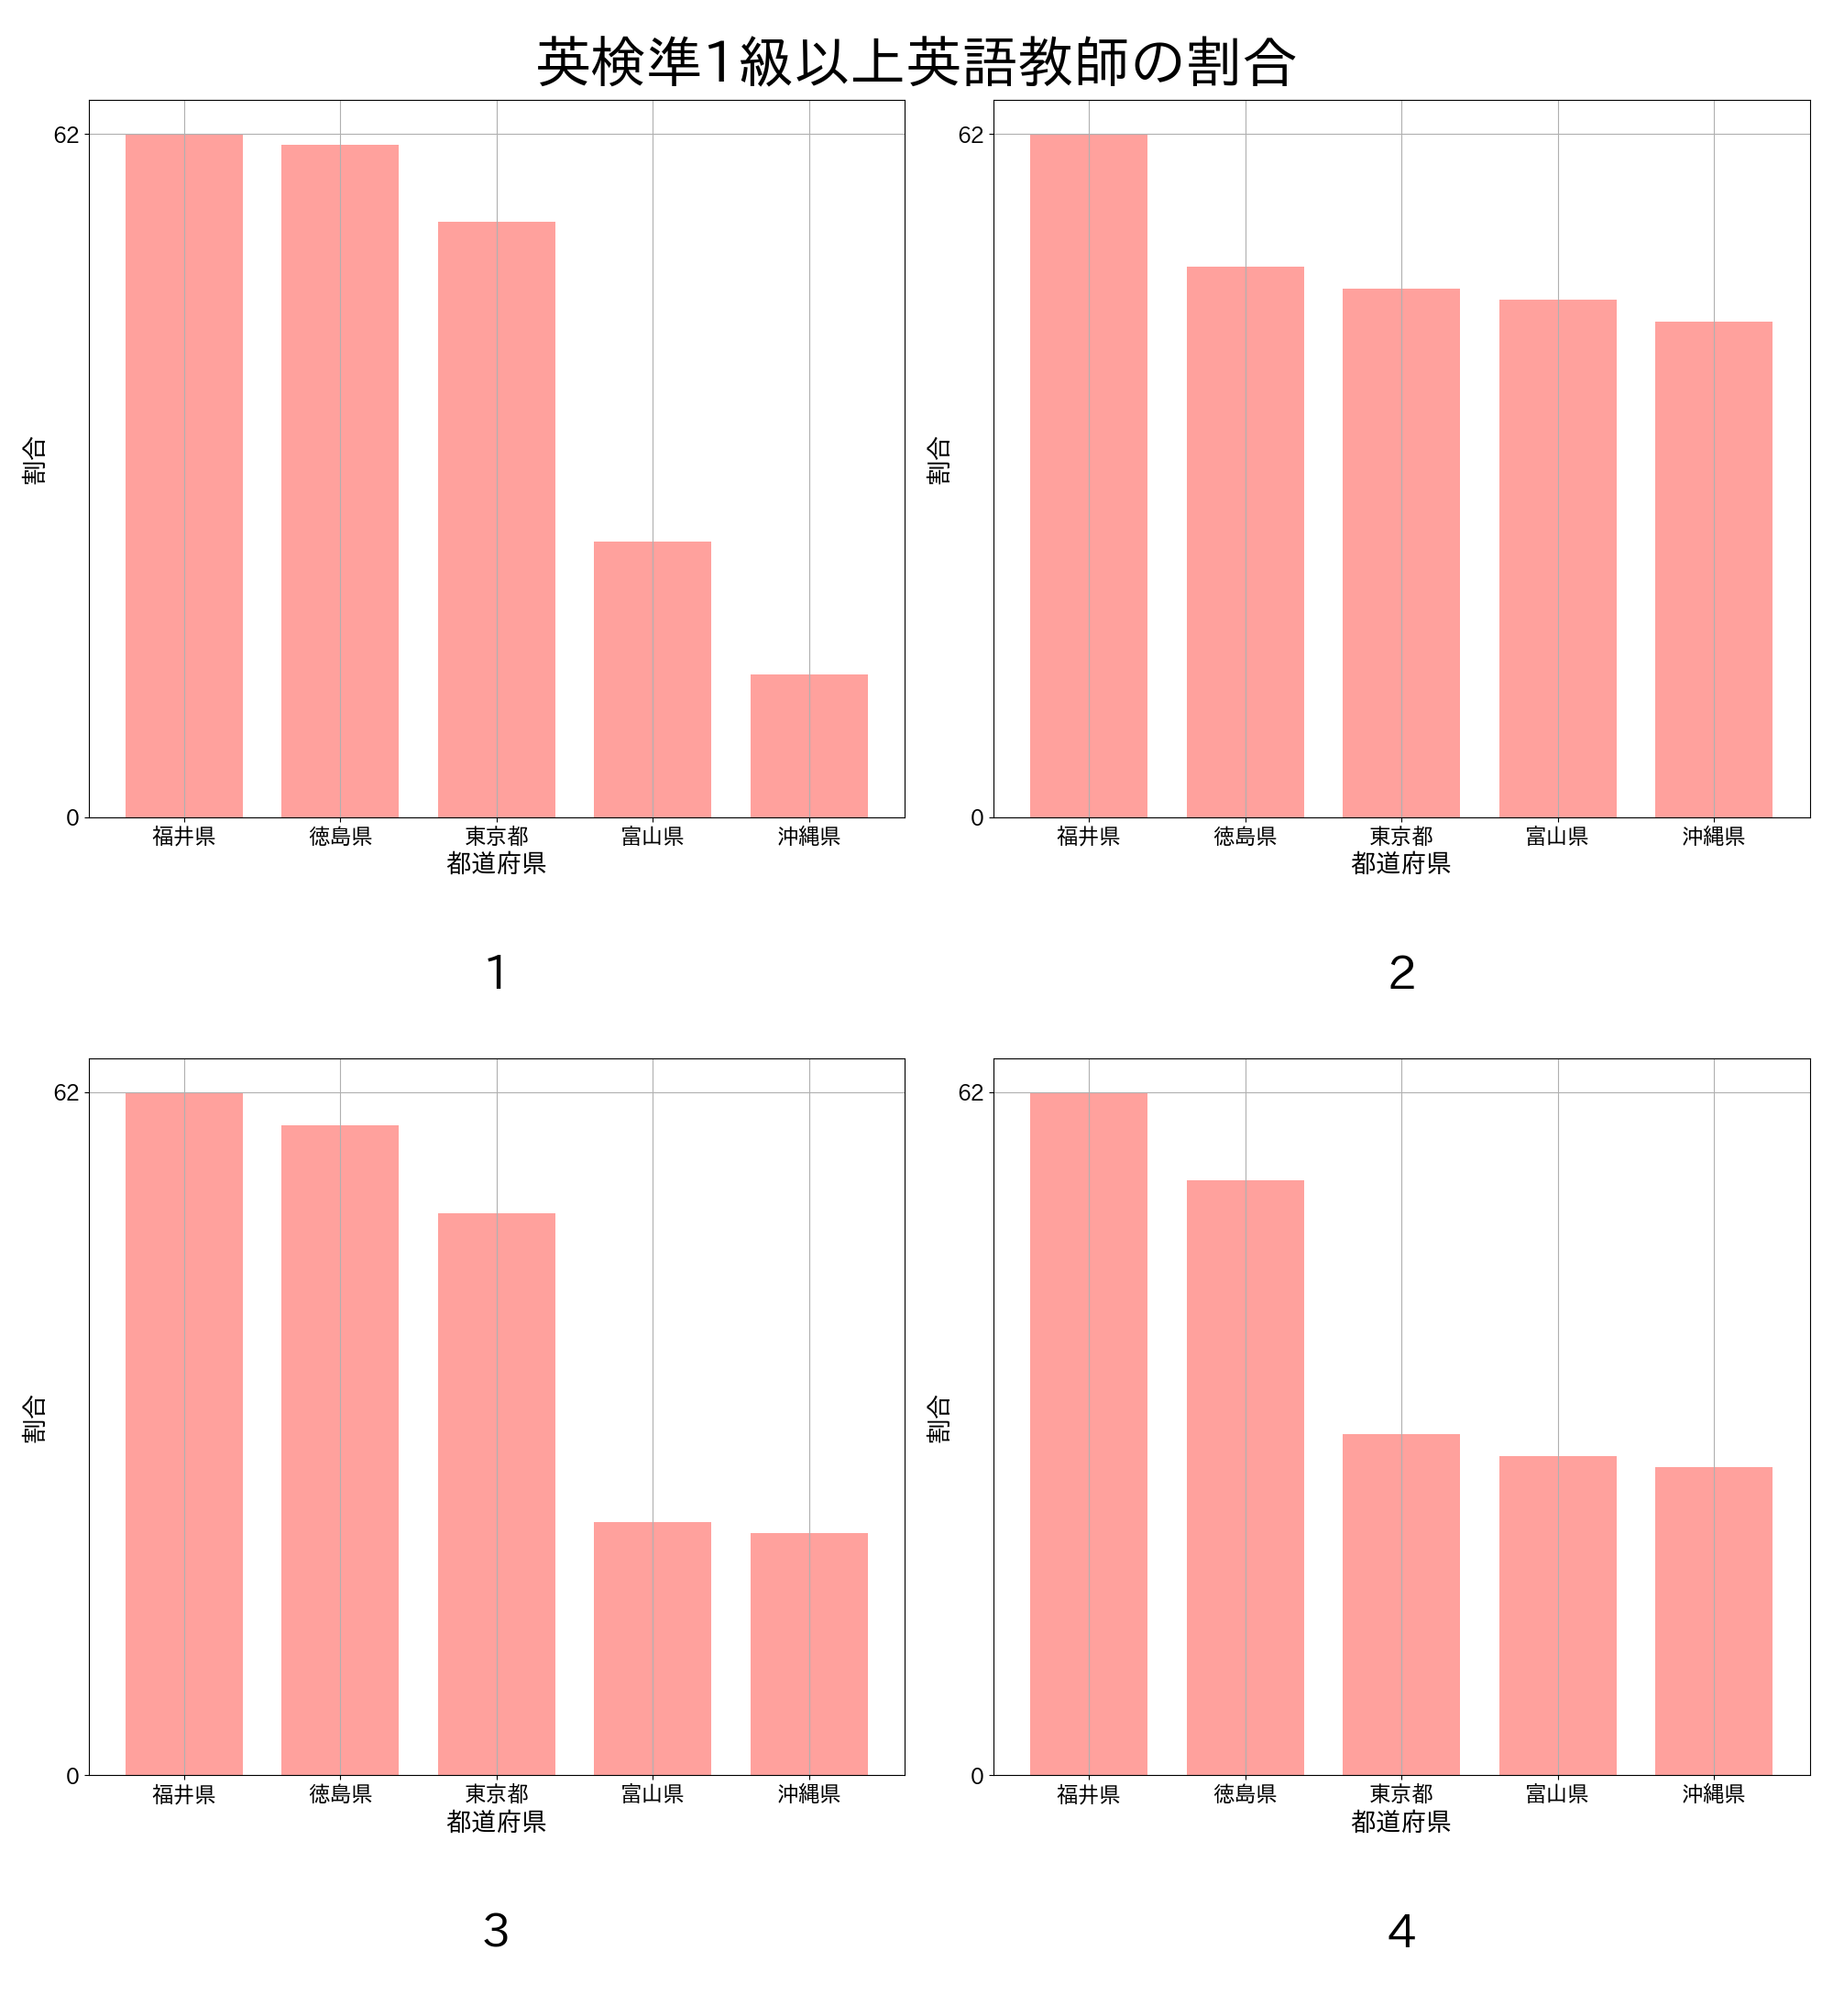 英検準1級以上英語教師の割合
62
0
割合
福井県 徳島県 東京都 富山県 沖縄県
都道府県
1
62
0
割合
福井県 徳島県 東京都 富山県 沖縄県
都道府県
2
62
0
割合
福井県 徳島県 東京都 富山県 沖縄県
都道府県
3
62
0
割合
福井県 徳島県 東京都 富山県 沖縄県
都道府県
4